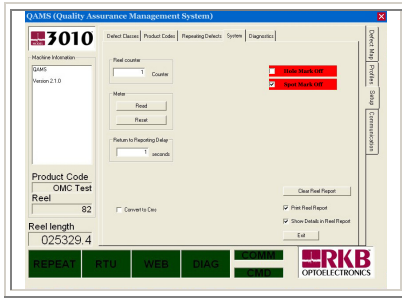 QAMS (Quality Assurance Management System)
3010
Defect Classes Product Codes Repeating Defects System Diagnostics
Machine Information
QAMS
Version 2.1.0
Reel counter
1 Counter
Hole Mark Off
Spot Mark Off
Meter
Read
Reset
Return to Reporting Delay
1 seconds
Product Code
OMC Test
Reel
82
Reel length
025329.4
Convert to Cms
Clear Reel Report
Print Reel Report
Show Details in Reel Report
Exit
Defect Map
Profiles
Setup
Communication
REPEAT RTU WEB DIAG COMM
CMD
RKB
OPTOELECTRONICS